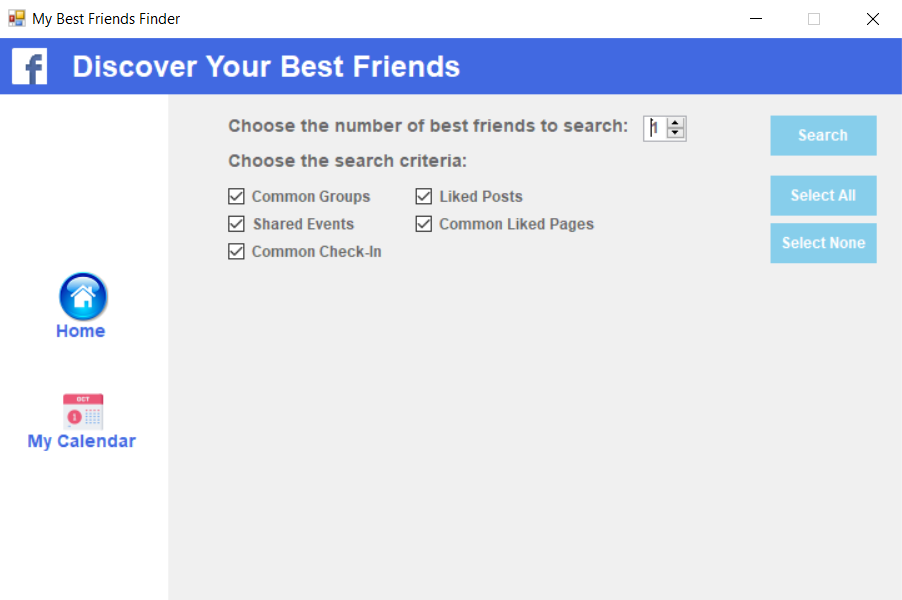 My Best Friends Finder
f Discover Your Best Friends
Choose the number of best friends to search: 1
Search
Choose the search criteria:
Select All
Common Groups Liked Posts
Shared Events Common Liked Pages
Select None
Common Check-In
Home
OCT
1
My Calendar